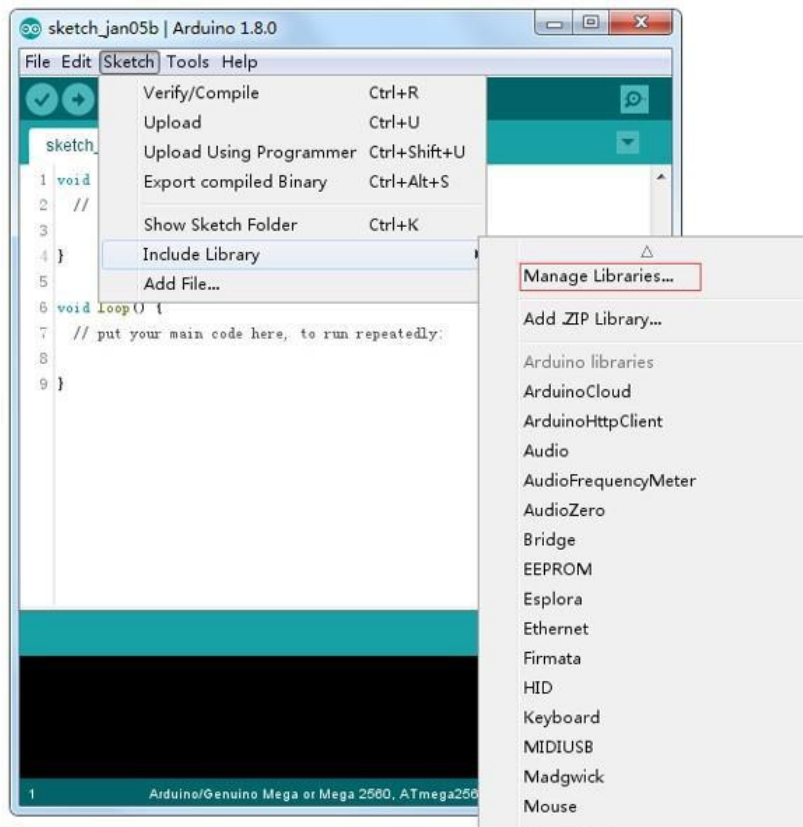 sketch_jan05b | Arduino 1.8.0
File Edit Sketch Tools Help
Verify/Compile Ctrl+R
Upload Ctrl+U
Upload Using Programmer Ctrl+Shift+U
Export compiled Binary Ctrl+Alt+S
Show Sketch Folder Ctrl+K
Include Library
Add File...
sketch_
1 void
2 //
3
4 }
5
6 void loop() {
7 // put your main code here, to run repeatedly:
8
9 }
Manage Libraries...
Add .ZIP Library...
Arduino libraries
ArduinoCloud
ArduinoHttpClient
Audio
AudioFrequencyMeter
AudioZero
Bridge
EEPROM
Esplora
Ethernet
Firmata
HID
Keyboard
MIDIUSB
Madgwick
Mouse
1 Arduino/Genuino Mega or Mega 2560, ATmega256